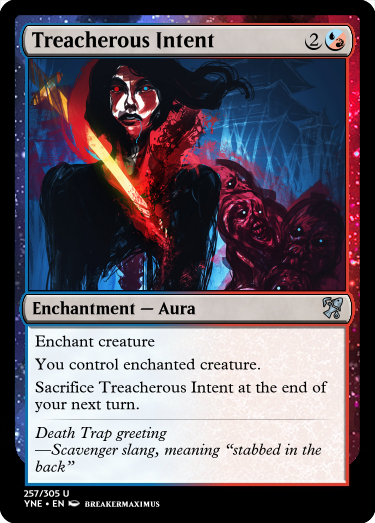 Treacherous Intent 2
Enchantment — Aura
Enchant creature
You control enchanted creature.
Sacrifice Treacherous Intent at the end of
your next turn.
Death Trap greeting
—Scavenger slang, meaning “stabbed in the
back”
257/305 U
YNE • EN BREAKERMAXIMUS